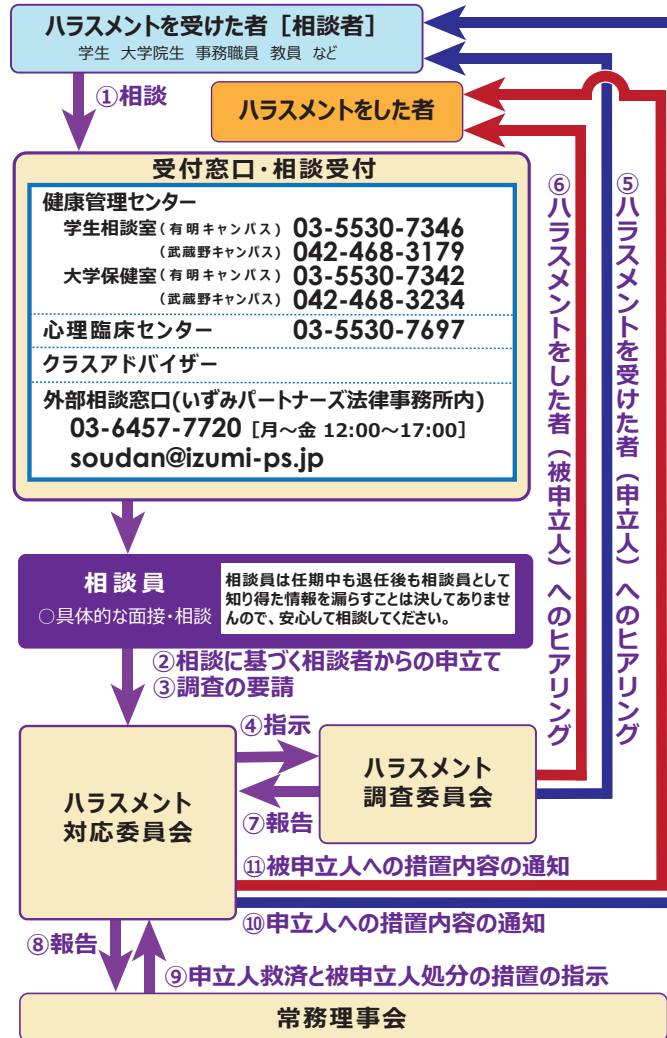 ハラスメントを受けた者［相談者］
学生 大学院生 事務職員 教員 など
①相談
ハラスメントをした者
受付窓口・相談受付
健康管理センター
学生相談室(有明キャンパス) 03-5530-7346
(武蔵野キャンパス) 042-468-3179
大学保健室(有明キャンパス) 03-5530-7342
(武蔵野キャンパス) 042-468-3234
心理臨床センター 03-5530-7697
クラスアドバイザー
外部相談窓口(いずみパートナーズ法律事務所内)
03-6457-7720［月～金 12:00～17:00］
soudan@izumi-ps.jp
⑤ハラスメントを受けた者（申立人）へのヒアリング
⑥ハラスメントをした者（被申立人）へのヒアリング
相談員
○具体的な面接・相談
相談員は任期中も退任後も相談員として
知り得た情報を漏らすことは決してありませ
んので、安心して相談してください。
②相談に基づく相談者からの申立て
③調査の要請
④指示
ハラスメント
対応委員会
ハラスメント
調査委員会
⑦報告
⑪被申立人への措置内容の通知
⑩申立人への措置内容の通知
⑧報告
⑨申立人救済と被申立人処分の措置の指示
常務理事会